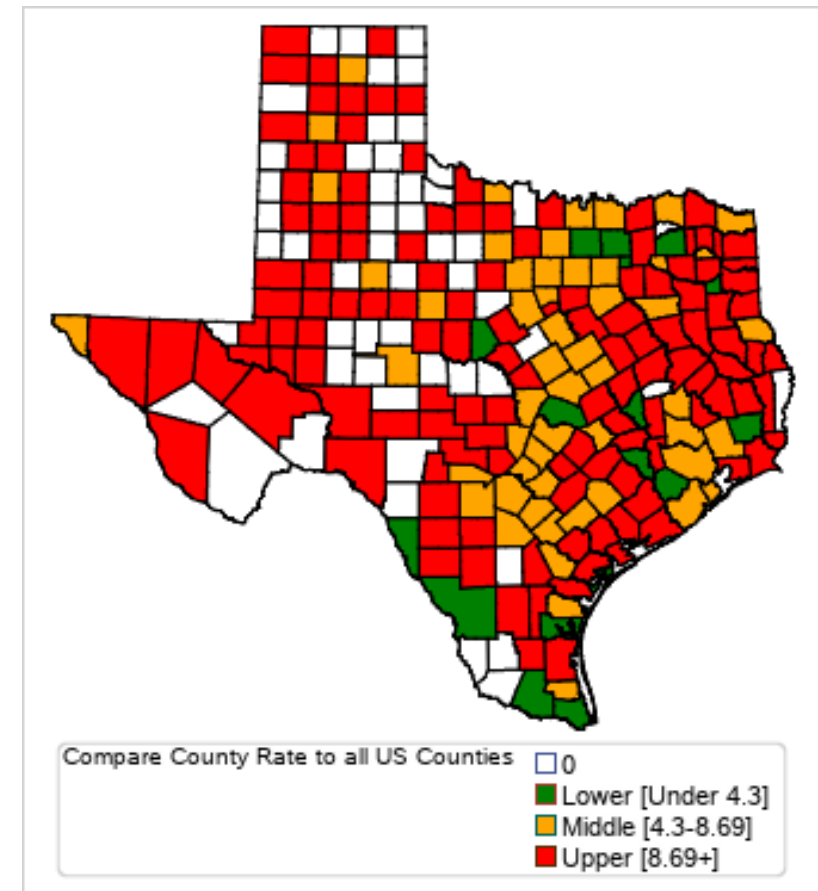 Compare County Rate to all US Counties
0
Lower [Under 4.3]
Middle [4.3-8.69]
Upper [8.69+]